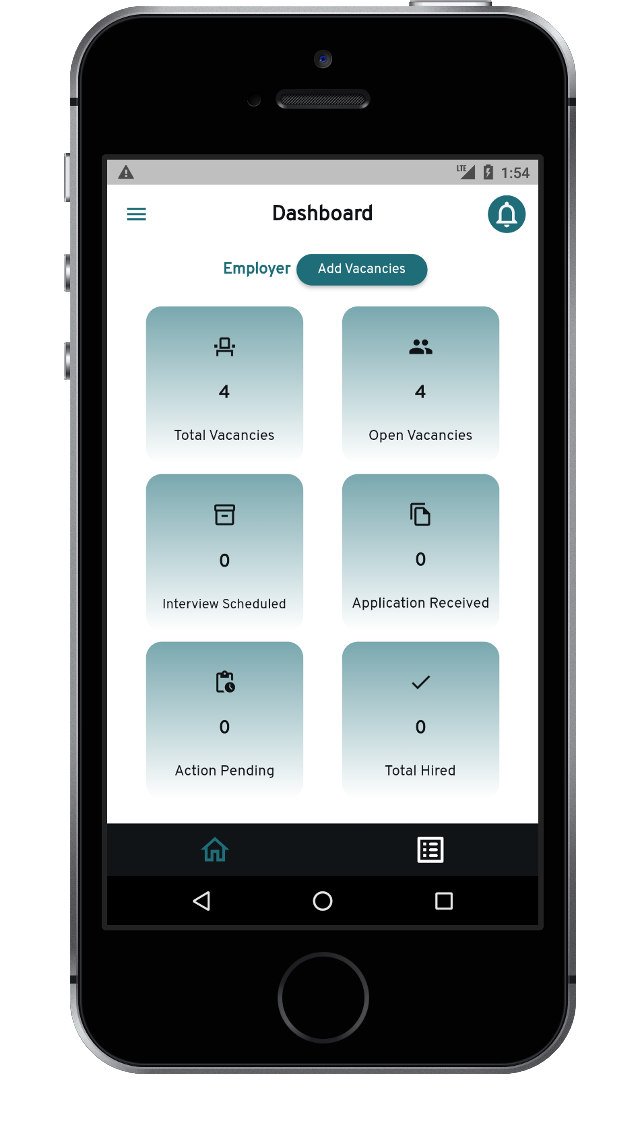 LTE 1:54
Dashboard
Employer Add Vacancies
4 4
Total Vacancies Open Vacancies
0 0
Interview Scheduled Application Received
0 0
Action Pending Total Hired